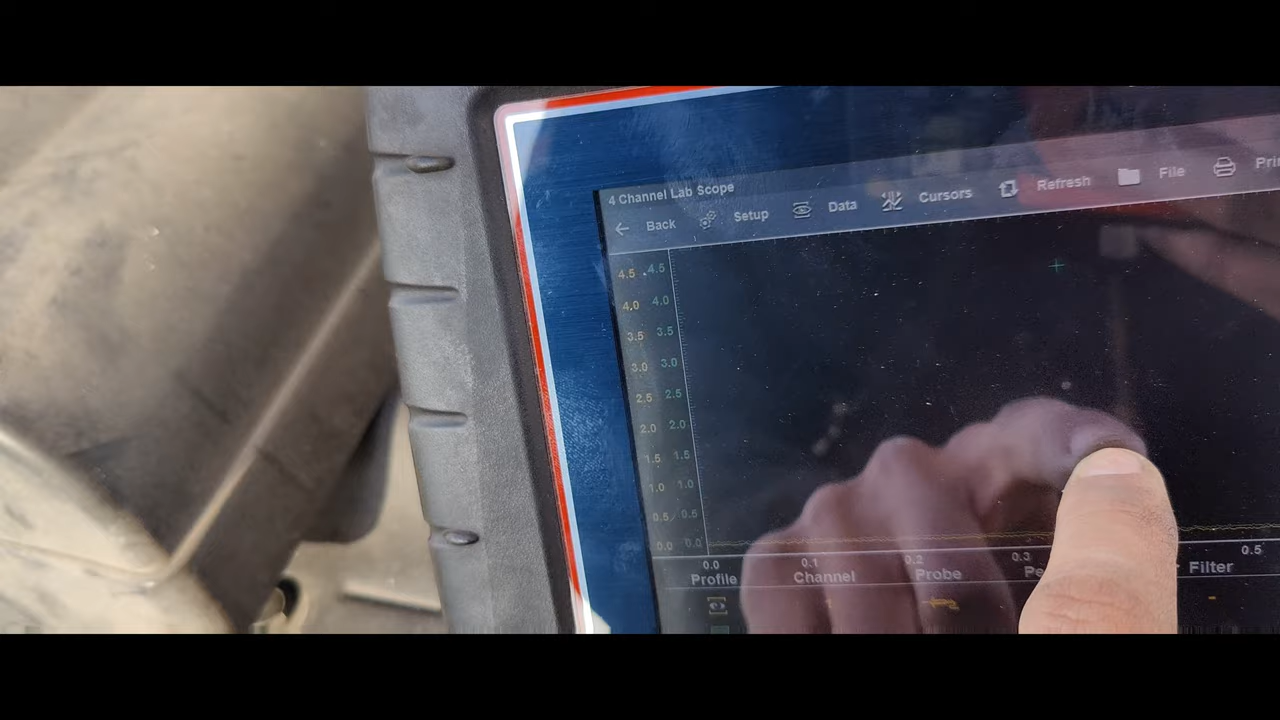 4 Channel Lab Scope
Back Setup Data Cursors Refresh File
4.5 4.5
4.0 4.0
3.5 3.5
3.0 3.0
2.5 2.5
2.0 2.0
1.5 1.5
1.0 1.0
0.5 0.5
0.0 0.0
0.0 0.1 0.2 0.3 0.5
Profile Channel Probe Filter